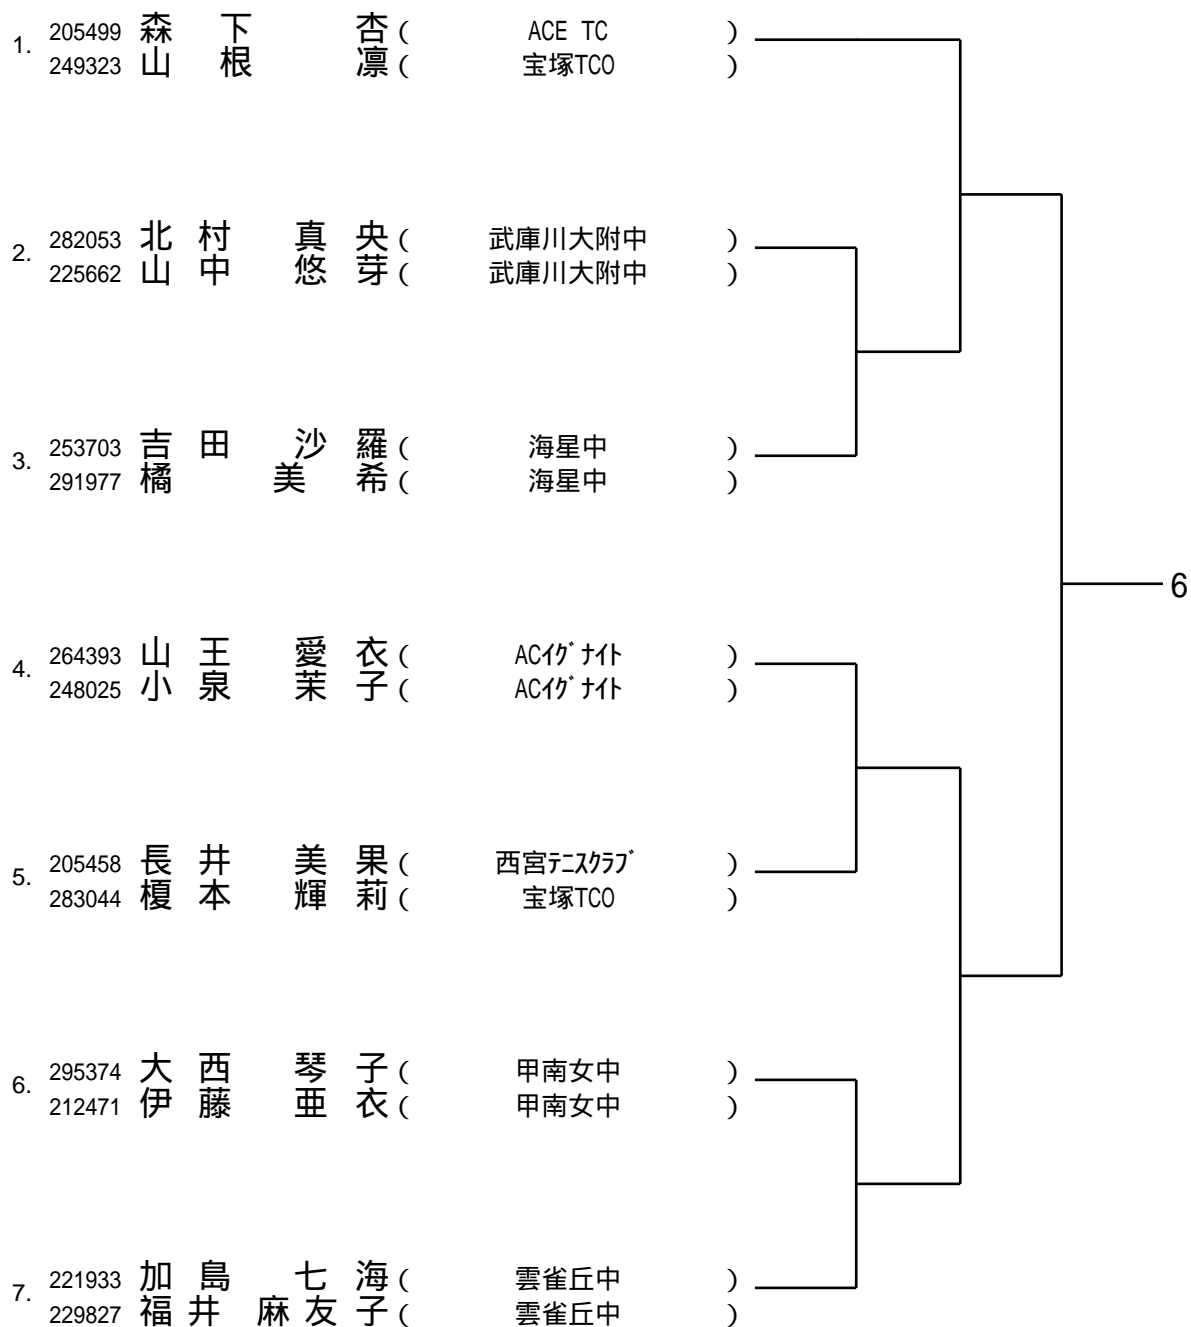 1. 205499 森 下 杏 ( ACE TC )
249323 山 根 凛 ( 宝塚TCO )
2. 282053 北 村 真 央 ( 武庫川大附中 )
225662 山 中 悠 芽 ( 武庫川大附中 )
3. 253703 吉 田 沙 羅 ( 海星中 )
291977 橘 美 希 ( 海星中 )
6
4. 264393 山 王 愛 衣 ( ACｲｸﾞﾅｲﾄ )
248025 小 泉 茉 子 ( ACｲｸﾞﾅｲﾄ )
5. 205458 長 井 美 果 ( 西宮ﾃﾆｽｸﾗﾌﾞ )
283044 榎 本 輝 莉 ( 宝塚TCO )
6. 295374 大 西 琴 子 ( 甲南女中 )
212471 伊 藤 亜 衣 ( 甲南女中 )
7. 221933 加 島 七 海 ( 雲雀丘中 )
229827 福 井 麻 友 子 ( 雲雀丘中 )